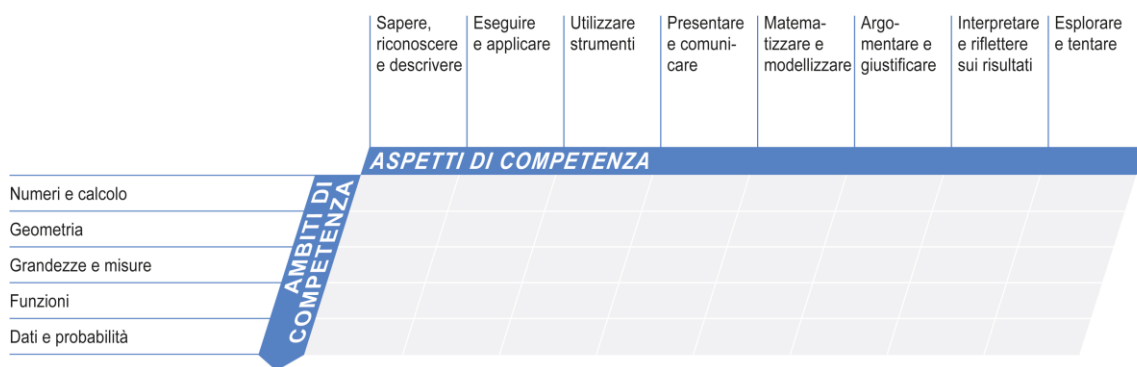 Sapere,
riconoscere
e descrivere
Eseguire
e applicare
Utilizzare
strumenti
Presentare
e comuni-
care
Matema-
tizzare e
modellizzare
Argo-
mentare e
giustificare
Interpretare
e riflettere
sui risultati
Esplorare
e tentare
ASPETTI DI COMPETENZA
AMBITI DI
COMPETENZA
Numeri e calcolo
Geometria
Grandezze e misure
Funzioni
Dati e probabilità